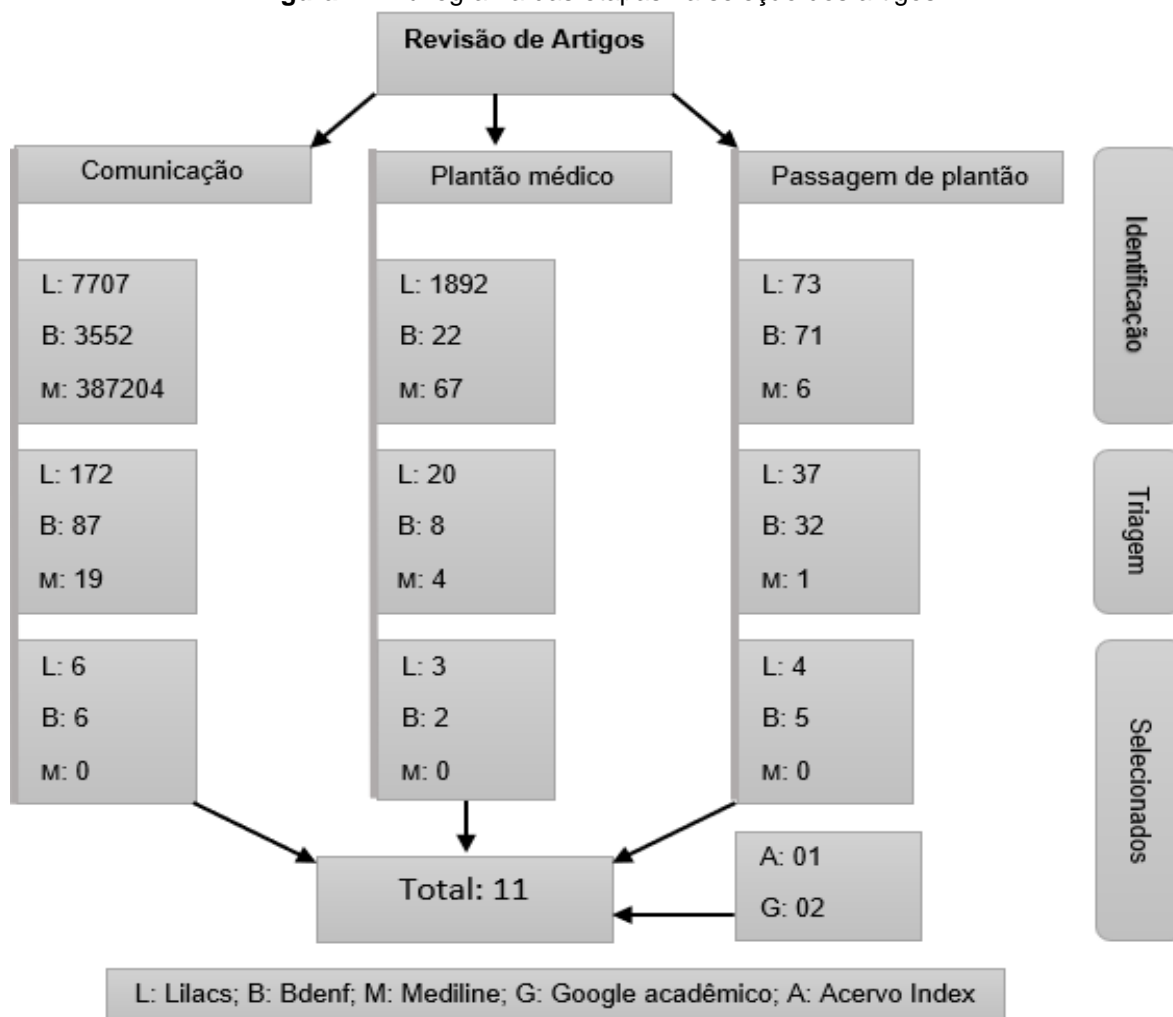 Revisão de Artigos
Comunicação
Plantão médico
Passagem de plantão
Identificação
L: 7707
B: 3552
M: 387204
L: 1892
B: 22
M: 67
L: 73
B: 71
M: 6
Triagem
L: 172
B: 87
M: 19
L: 20
B: 8
M: 4
L: 37
B: 32
M: 1
Selecionados
L: 6
B: 6
M: 0
L: 3
B: 2
M: 0
L: 4
B: 5
M: 0
A: 01
G: 02
Total: 11
L: Lilacs; B: Bdenf; M: Mediline; G: Google acadêmico; A: Acervo Index